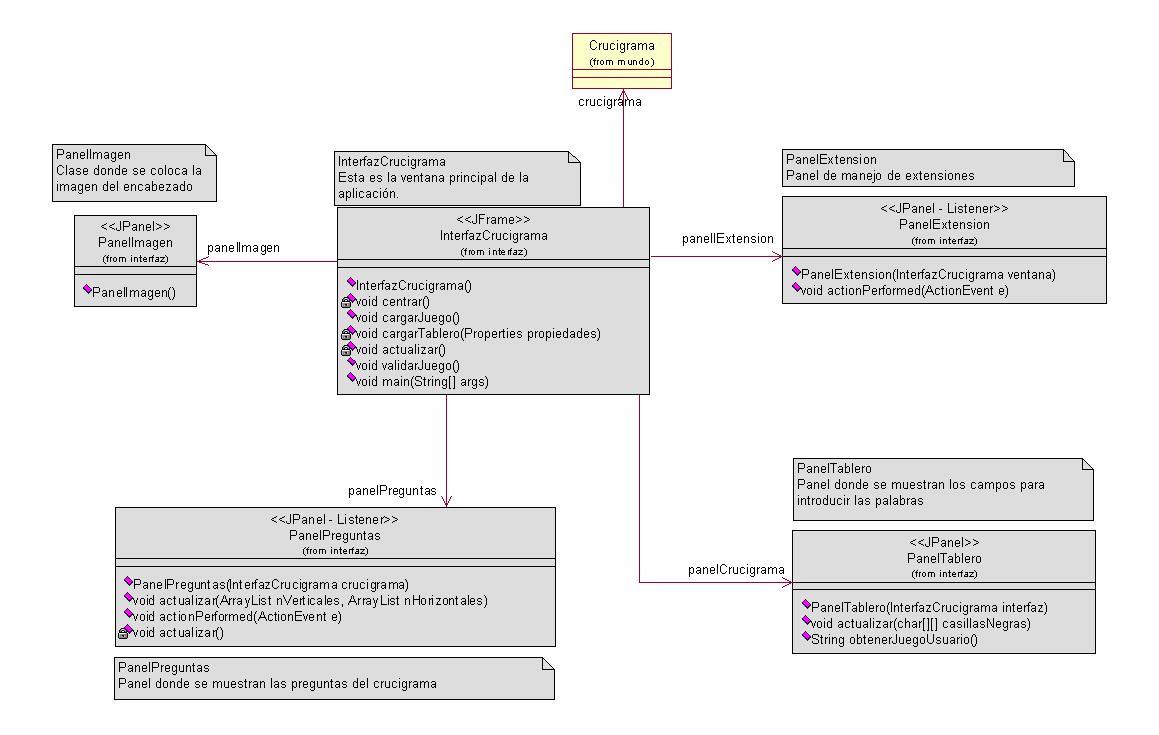 Crucigrama
(from mundo)
crucigrama
PanelImagen
Clase donde se coloca la
imagen del encabezado
<<JPanel>>
PanelImagen
(from interfaz)
PanelImagen()
panelImagen
InterfazCrucigrama
Esta es la ventana principal de la
aplicación.
<<JFrame>>
InterfazCrucigrama
(from interfaz)
InterfazCrucigrama()
void centrar()
void cargarJuego()
void cargarTablero(Properties propiedades)
void actualizar()
void validarJuego()
void main(String[] args)
panellExtension
PanelExtension
Panel de manejo de extensiones
<<JPanel - Listener>>
PanelExtension
(from interfaz)
PanelExtension(InterfazCrucigrama ventana)
void actionPerformed(ActionEvent e)
panelPreguntas
<<JPanel - Listener>>
PanelPreguntas
(from interfaz)
PanelPreguntas(InterfazCrucigrama crucigrama)
void actualizar(ArrayList nVerticales, ArrayList nHorizontales)
void actionPerformed(ActionEvent e)
void actualizar()
PanelPreguntas
Panel donde se muestran las preguntas del crucigrama
panelCrucigrama
PanelTablero
Panel donde se muestran los campos para
introducir las palabras
<<JPanel>>
PanelTablero
(from interfaz)
PanelTablero(InterfazCrucigrama interfaz)
void actualizar(char[][] casillasNegras)
String obtenerJuegoUsuario()